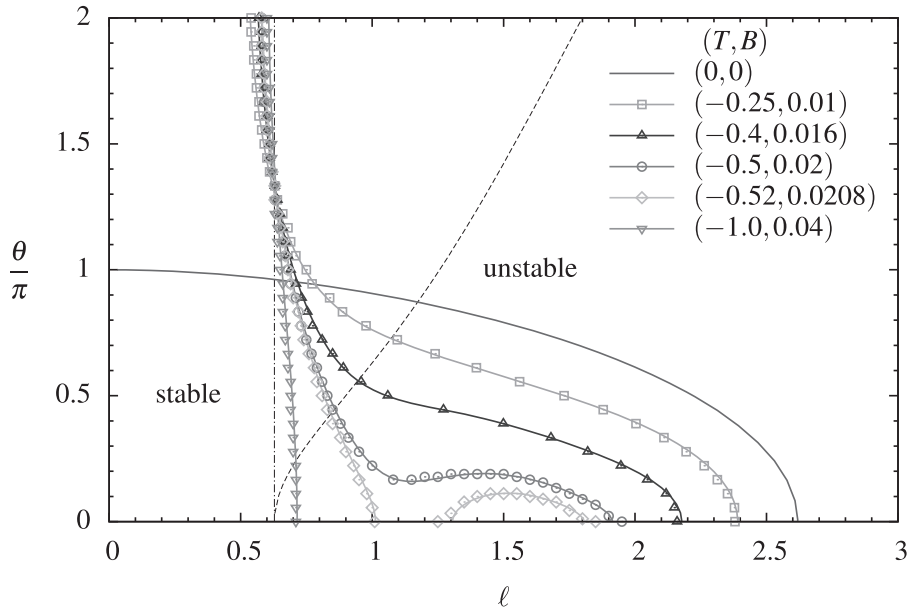 2
(T,B)
(0,0)
(−0.25,0.01)
1.5
(−0.4,0.016)
(−0.5,0.02)
(−0.52,0.0208)
(−1.0,0.04)
θ
π
1
unstable
0.5
stable
0
0 0.5 1 1.5 2 2.5 3
ℓ